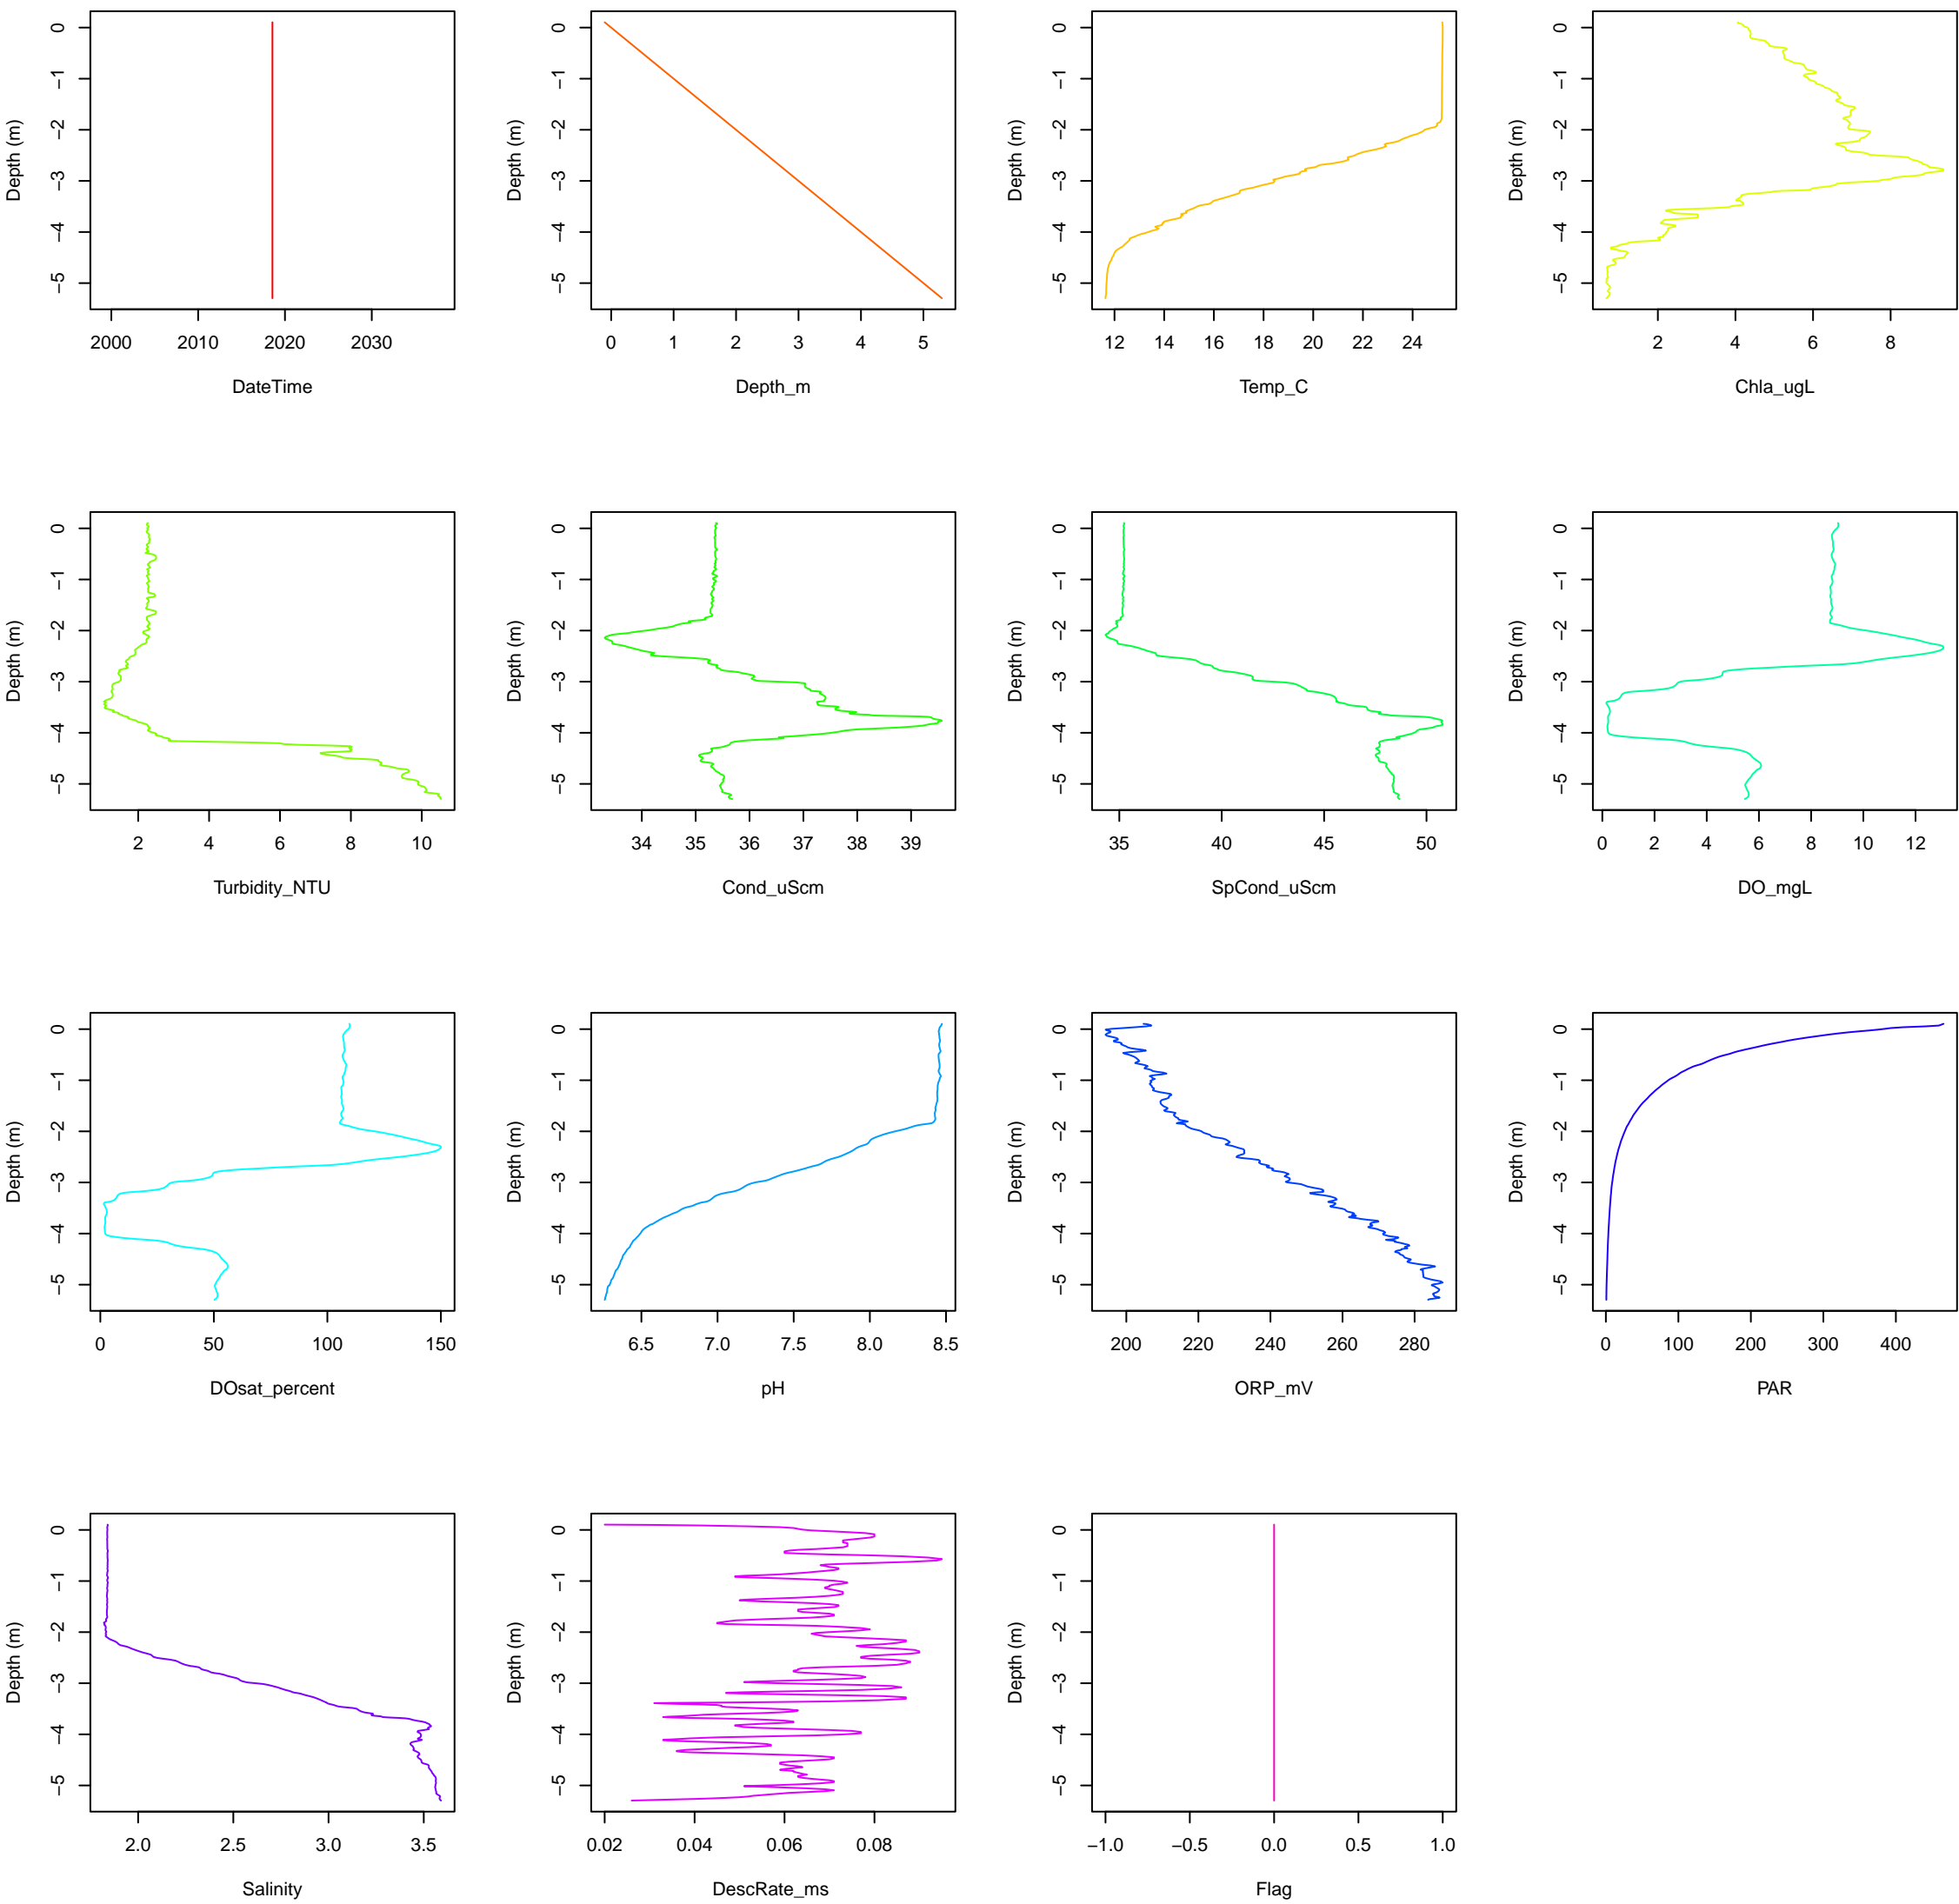 Depth (m)
0
−1
−2
−3
−4
−5
2000 2010 2020 2030
DateTime
Depth (m)
0
−1
−2
−3
−4
−5
0 1 2 3 4 5
Depth_m
Depth (m)
0
−1
−2
−3
−4
−5
12 14 16 18 20 22 24
Temp_C
Depth (m)
0
−1
−2
−3
−4
−5
2 4 6 8
Chla_ugL
Depth (m)
0
−1
−2
−3
−4
−5
2 4 6 8 10
Turbidity_NTU
Depth (m)
0
−1
−2
−3
−4
−5
34 35 36 37 38 39
Cond_uScm
Depth (m)
0
−1
−2
−3
−4
−5
35 40 45 50
SpCond_uScm
Depth (m)
0
−1
−2
−3
−4
−5
0 2 4 6 8 10 12
DO_mgL
Depth (m)
0
−1
−2
−3
−4
−5
0 50 100 150
DOsat_percent
Depth (m)
0
−1
−2
−3
−4
−5
6.5 7.0 7.5 8.0 8.5
pH
Depth (m)
0
−1
−2
−3
−4
−5
200 220 240 260 280
ORP_mV
Depth (m)
0
−1
−2
−3
−4
−5
0 100 200 300 400
PAR
Depth (m)
0
−1
−2
−3
−4
−5
2.0 2.5 3.0 3.5
Salinity
Depth (m)
0
−1
−2
−3
−4
−5
0.02 0.04 0.06 0.08
DescRate_ms
Depth (m)
0
−1
−2
−3
−4
−5
−1.0 −0.5 0.0 0.5 1.0
Flag